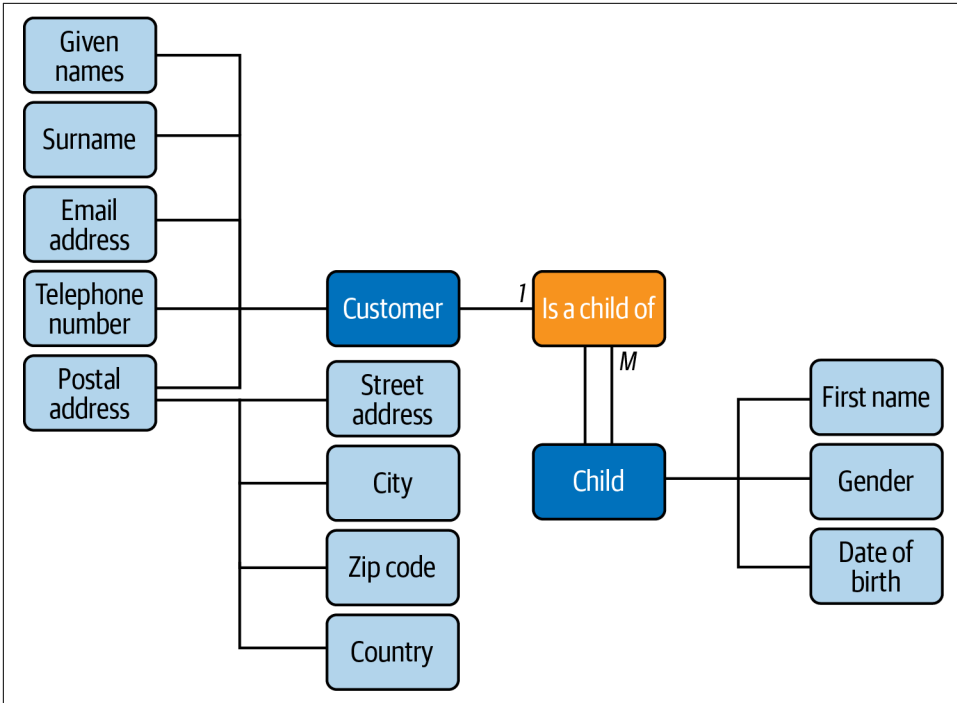 Given
names
Surname
Email
address
Telephone
number
Postal
address
Customer
1
Is a child of
M
Child
Street
address
City
Zip code
Country
First name
Gender
Date of
birth